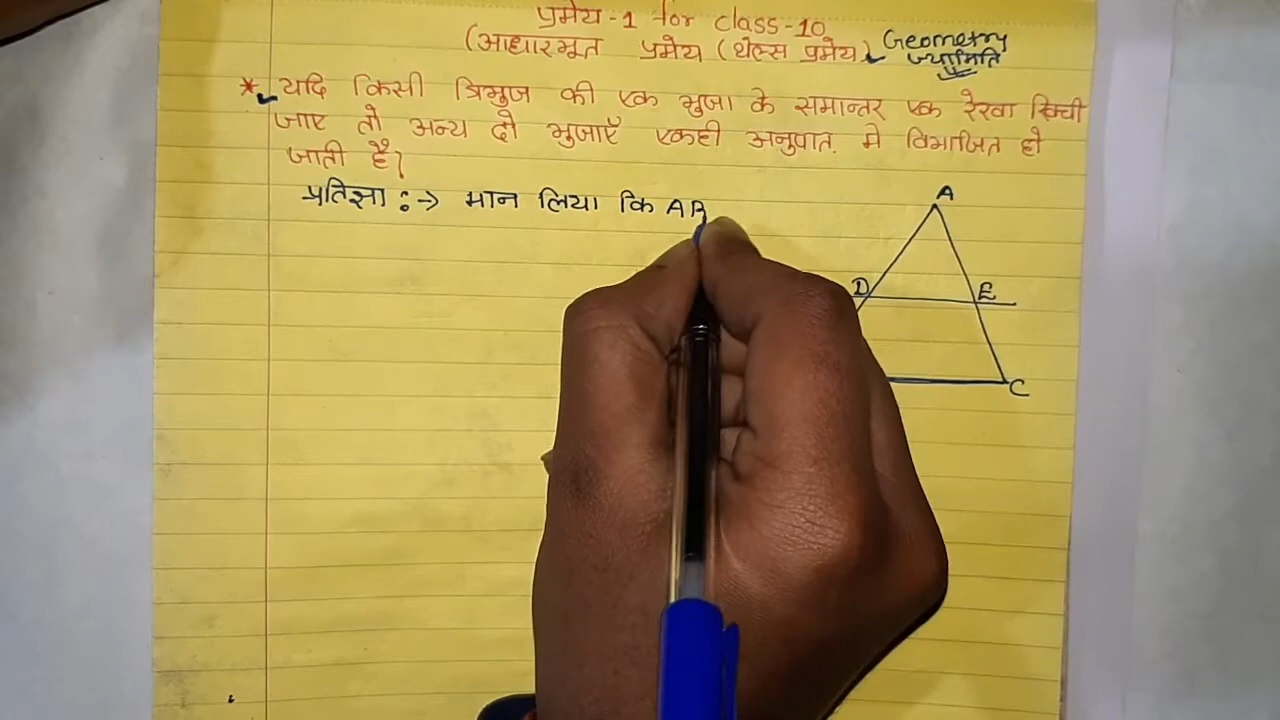 प्रमेय-1 for class-10
(आधारभूत प्रमेय (थेल्स प्रमेय)
Geometry
ज्यामिति
* यदि किसी त्रिभुज की एक भुजा के समान्तर एक रेखा खिची
जाए तो अन्य दो भुजाएँ एकही अनुपात. मे विभाजित हो
जाती है।
प्रतिज्ञा :-> मान लिया कि AB
A
D
E
C